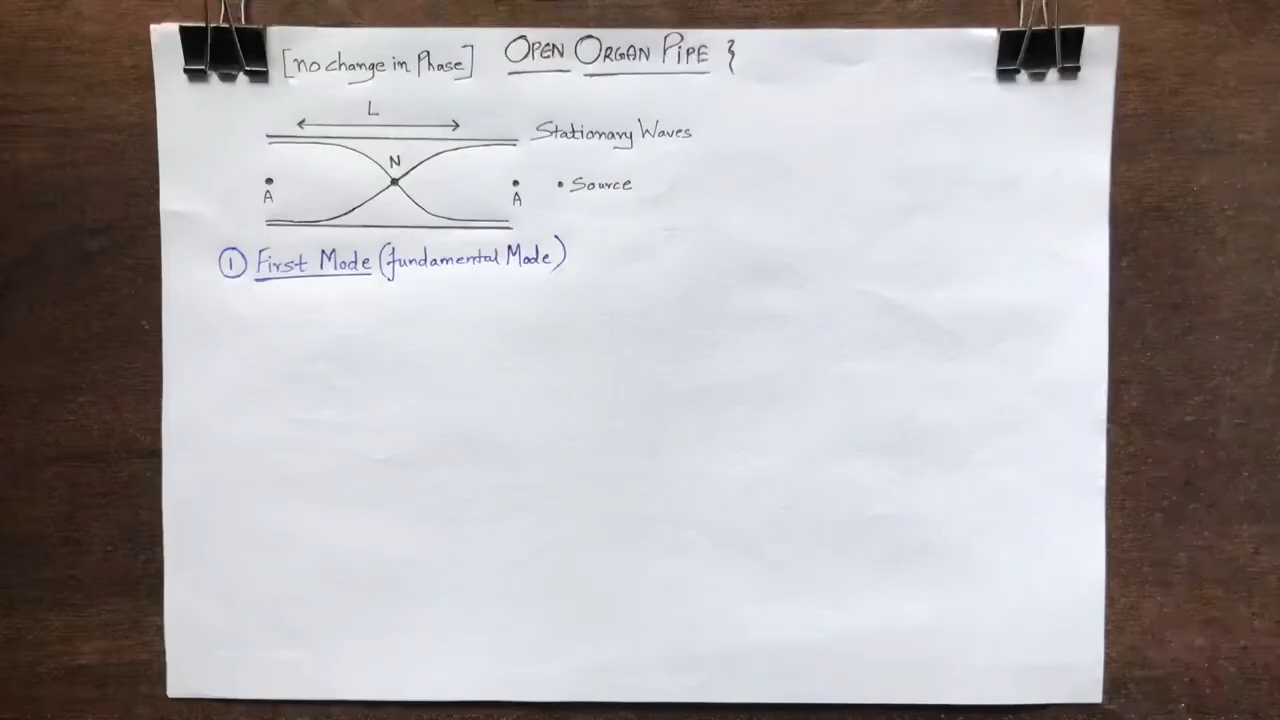 [no change in Phase] OPEN ORGAN PIPE }
L
Stationary Waves
N
A A • Source
① First Mode (fundamental Mode)